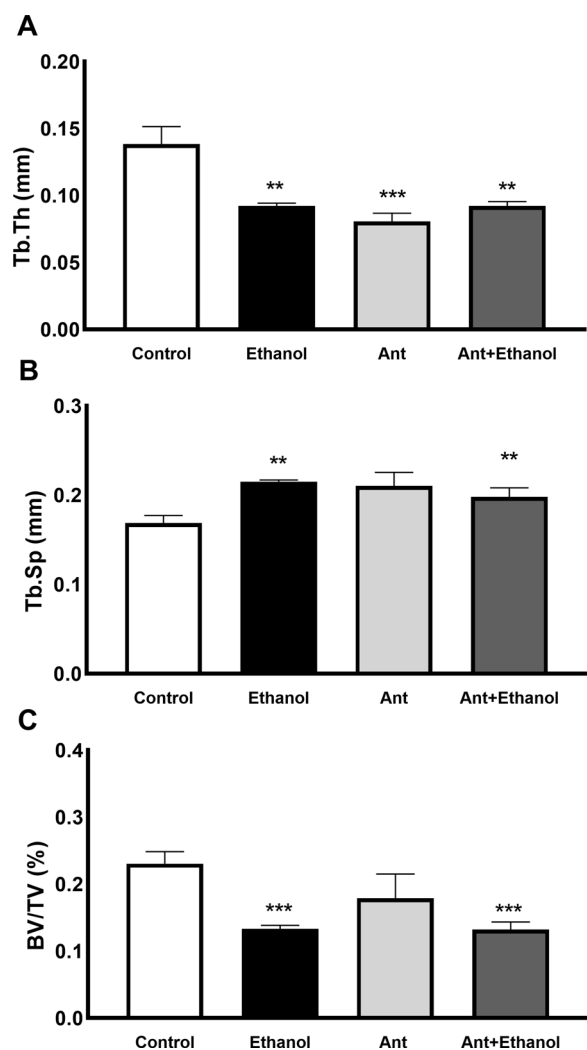 A
Tb.Th (mm)
0.20
0.15
0.10
0.05
0.00
** *** **
Control Ethanol Ant Ant+Ethanol
B
Tb.Sp (mm)
0.3
0.2
0.1
0.0
** **
Control Ethanol Ant Ant+Ethanol
C
BV/TV (%)
0.4
0.3
0.2
0.1
0.0
*** ***
Control Ethanol Ant Ant+Ethanol